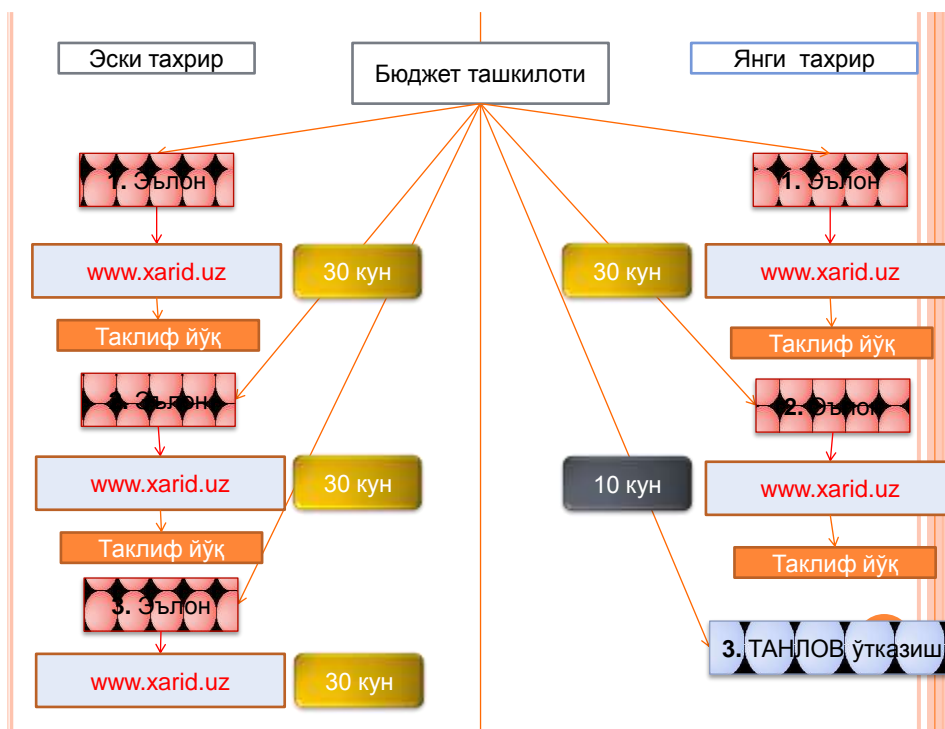 Эски тахрир
Бюджет ташкилоти
Янги тахрир
1. Эълон
www.xarid.uz
30 кун
Таклиф йўқ
2. Эълон
www.xarid.uz
30 кун
Таклиф йўқ
3. Эълон
www.xarid.uz
30 кун
1. Эълон
30 кун
www.xarid.uz
Таклиф йўқ
2. Эълон
10 кун
www.xarid.uz
Таклиф йўқ
3. ТАНЛОВ ўтказиш